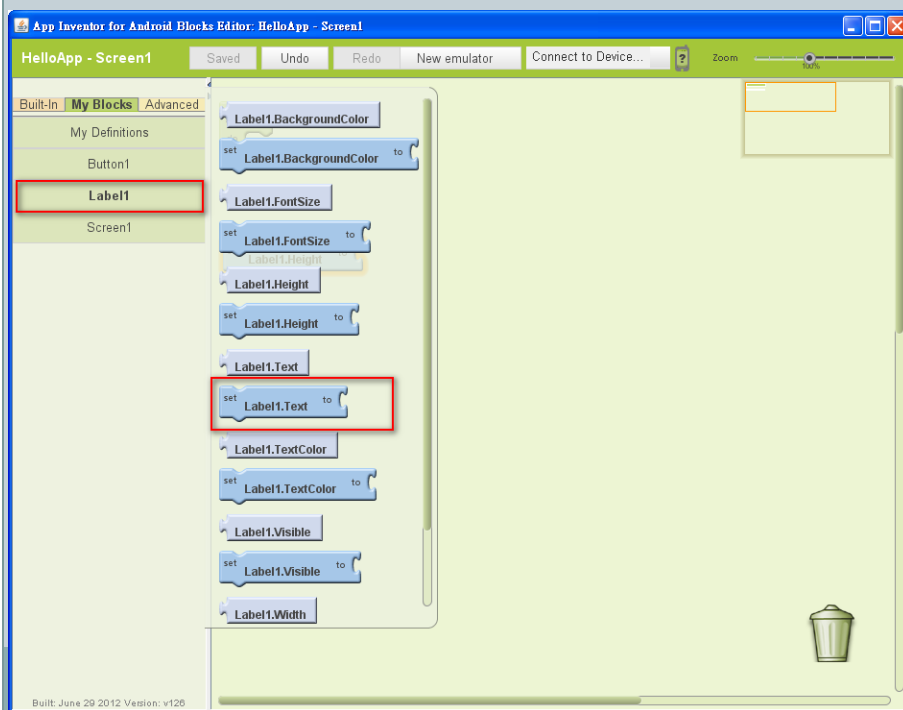 App Inventor for Android Blocks Editor: HelloApp - Screen1
HelloApp - Screen1 Saved Undo Redo New emulator Connect to Device... ? Zoom 100%
Built-In My Blocks Advanced
My Definitions
Button1
Label1
Screen1
Label1.BackgroundColor
set Label1.BackgroundColor to
Label1.FontSize
set Label1.FontSize to
Label1.Height
Label1.Height
set Label1.Height to
Label1.Text
set Label1.Text to
Label1.TextColor
set Label1.TextColor to
Label1.Visible
set Label1.Visible to
Label1.Width
Built: June 29 2012 Version: v126